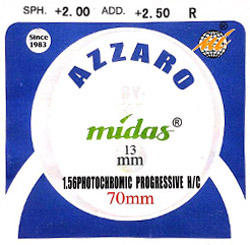 SPH. +2.00 ADD. +2.50 R
Since
1983
AZZARO
midas®
13
mm
1.56PHOTOCHROMIC PROGRESSIVE H/C
70mm